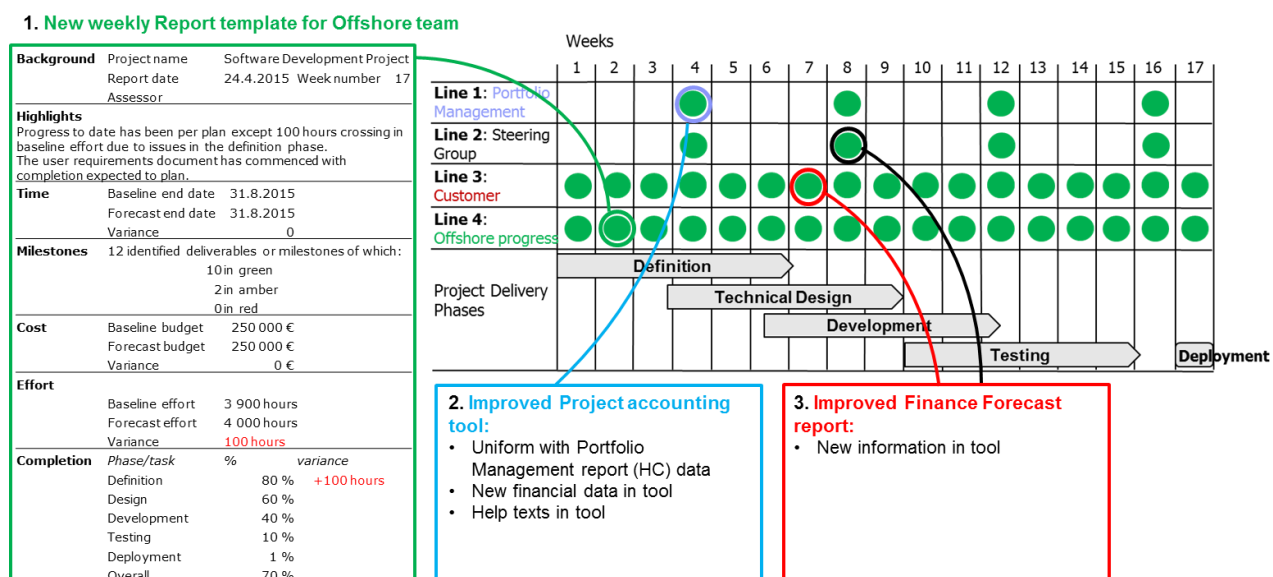 1. New weekly Report template for Offshore team
Background Project name Software Development Project
Report date 24.4.2015 Week number 17
Assessor
Highlights
Progress to date has been per plan except 100 hours crossing in
baseline effort due to issues in the definition phase.
The user requirements document has commenced with
completion expected to plan.
Time Baseline end date 31.8.2015
Forecast end date 31.8.2015
Variance 0
Milestones 12 identified deliverables or milestones of which:
10 in green
2 in amber
0 in red
Cost Baseline budget 250 000 €
Forecast budget 250 000 €
Variance 0 €
Effort
Baseline effort 3 900 hours
Forecast effort 4 000 hours
Variance 100 hours
Completion Phase/task % variance
Definition 80 % +100 hours
Design 60 %
Development 40 %
Testing 10 %
Deployment 1 %
Overall 70 %
Weeks
1 2 3 4 5 6 7 8 9 10 11 12 13 14 15 16 17
Line 1: Portfolio
Management
Line 2: Steering
Group
Line 3:
Customer
Line 4:
Offshore progress
Project Delivery
Phases
Definition
Technical Design
Development
Testing
Deployment
2. Improved Project accounting
tool:
• Uniform with Portfolio
Management report (HC) data
• New financial data in tool
• Help texts in tool
3. Improved Finance Forecast
report:
• New information in tool